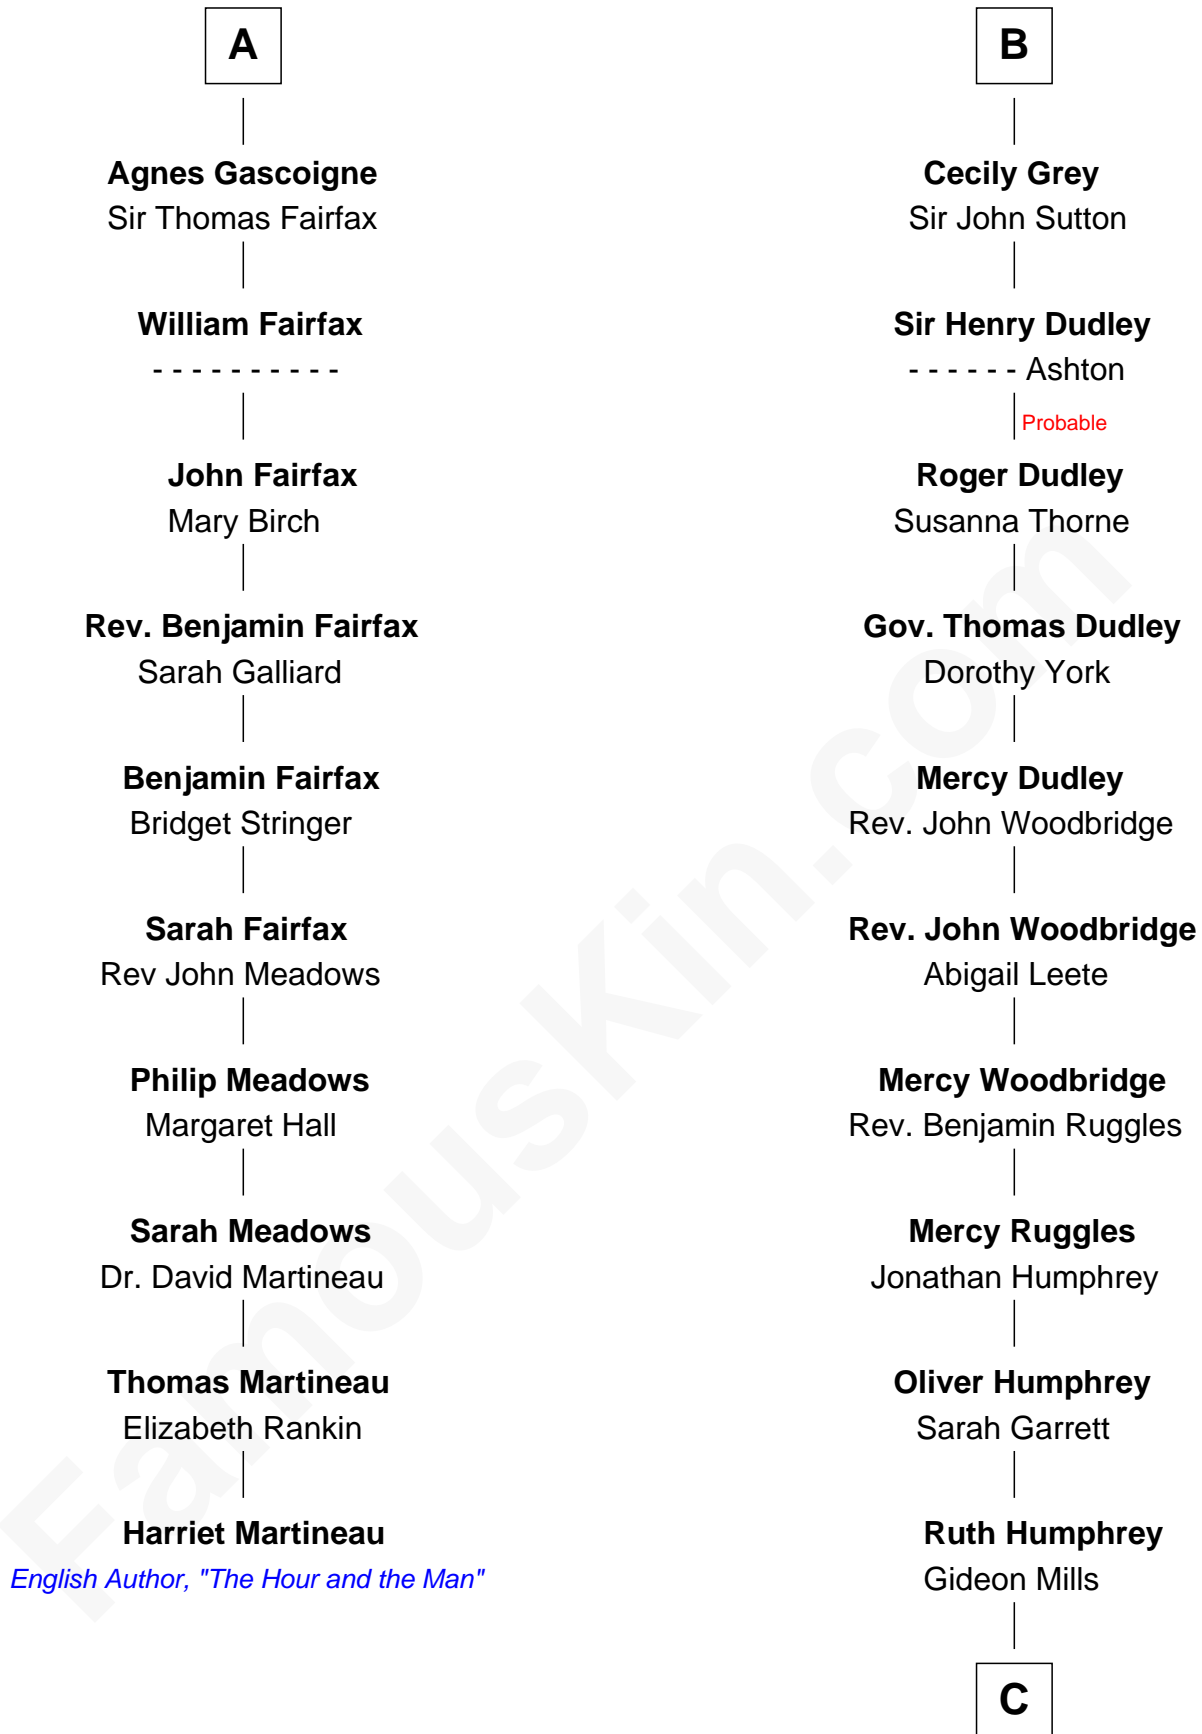 A
Agnes Gascoigne
Sir Thomas Fairfax
William Fairfax
- - - - - - - - - -
John Fairfax
Mary Birch
Rev. Benjamin Fairfax
Sarah Galliard
Benjamin Fairfax
Bridget Stringer
Sarah Fairfax
Rev John Meadows
Philip Meadows
Margaret Hall
Sarah Meadows
Dr. David Martineau
Thomas Martineau
Elizabeth Rankin
Harriet Martineau
English Author, "The Hour and the Man"
B
Cecily Grey
Sir John Sutton
Sir Henry Dudley
- - - - - - Ashton
Probable
Roger Dudley
Susanna Thorne
Gov. Thomas Dudley
Dorothy York
Mercy Dudley
Rev. John Woodbridge
Rev. John Woodbridge
Abigail Leete
Mercy Woodbridge
Rev. Benjamin Ruggles
Mercy Ruggles
Jonathan Humphrey
Oliver Humphrey
Sarah Garrett
Ruth Humphrey
Gideon Mills
C
FamousKin.com